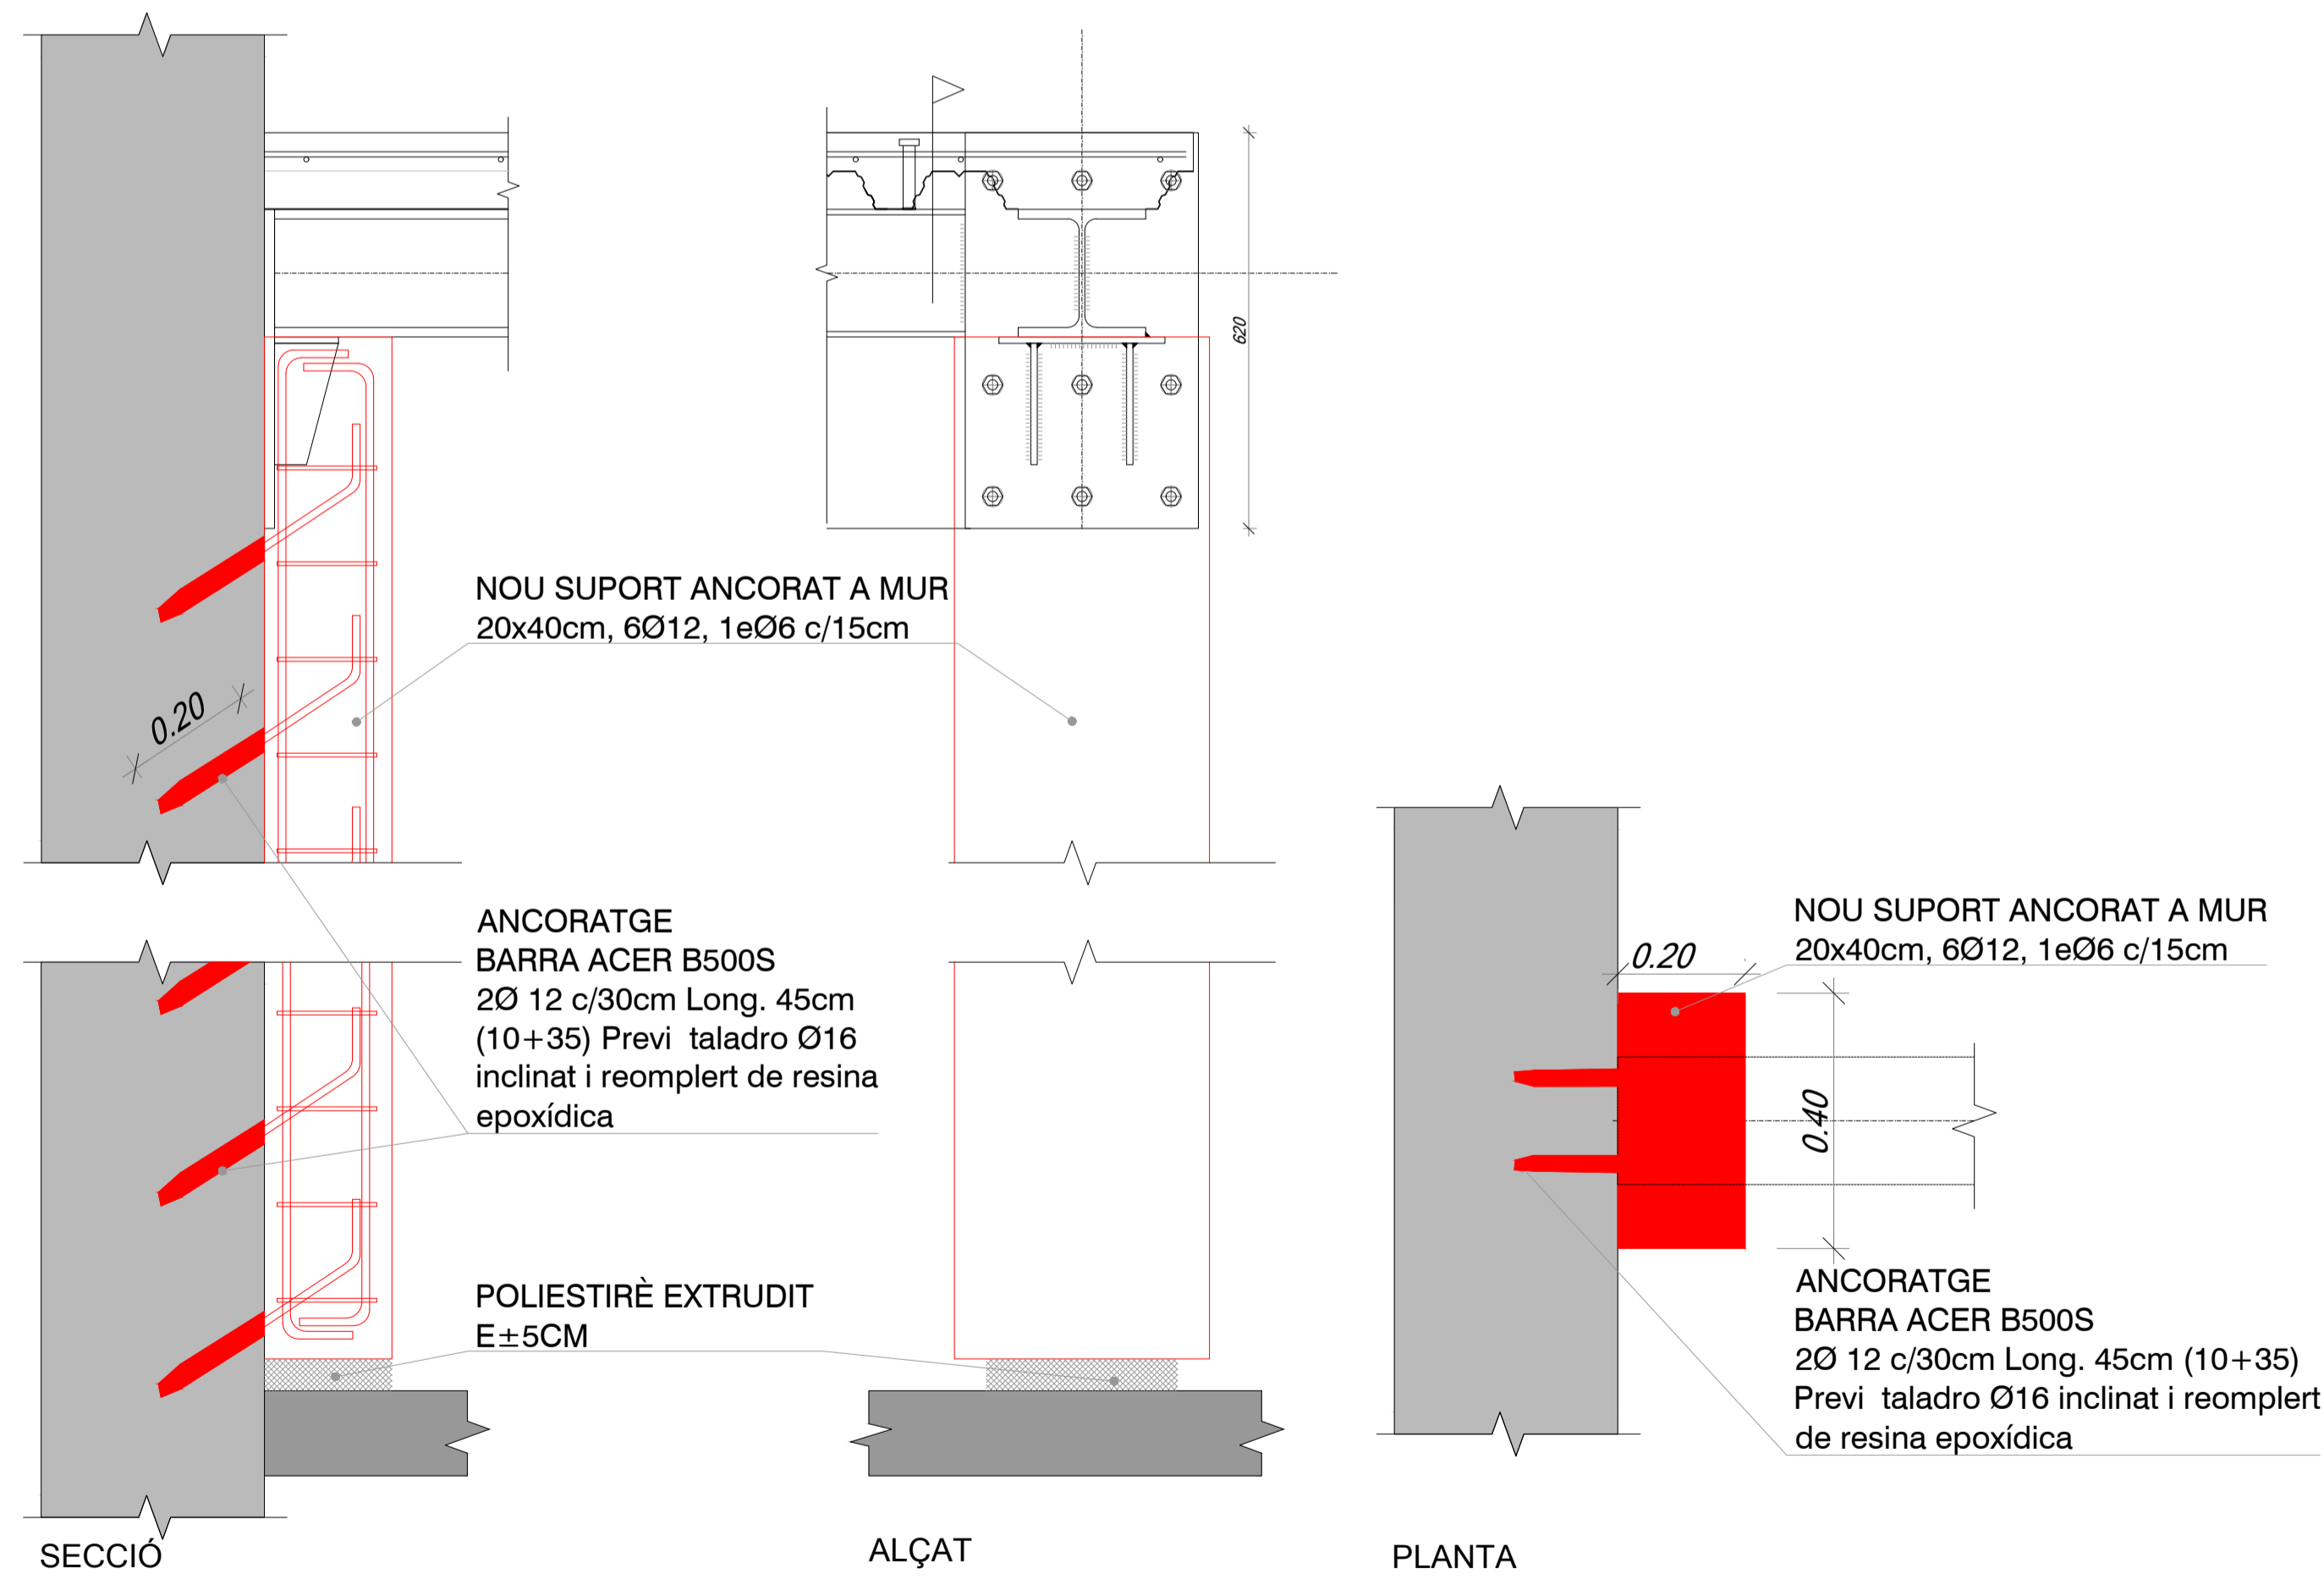 620
NOU SUPORT ANCORAT A MUR
20x40cm, 6Ø12, 1eØ6 c/15cm
0.20
ANCORATGE
BARRA ACER B500S
2Ø 12 c/30cm Long. 45cm
(10+35) Previ  taladro Ø16
inclinat i reomplert de resina
epoxídica
POLIESTIRÈ EXTRUDIT
E±5CM
NOU SUPORT ANCORAT A MUR
20x40cm, 6Ø12, 1eØ6 c/15cm
0.20
0.40
ANCORATGE
BARRA ACER B500S
2Ø 12 c/30cm Long. 45cm (10+35)
Previ  taladro Ø16 inclinat i reomplert
de resina epoxídica
SECCIÓ
ALÇAT
PLANTA